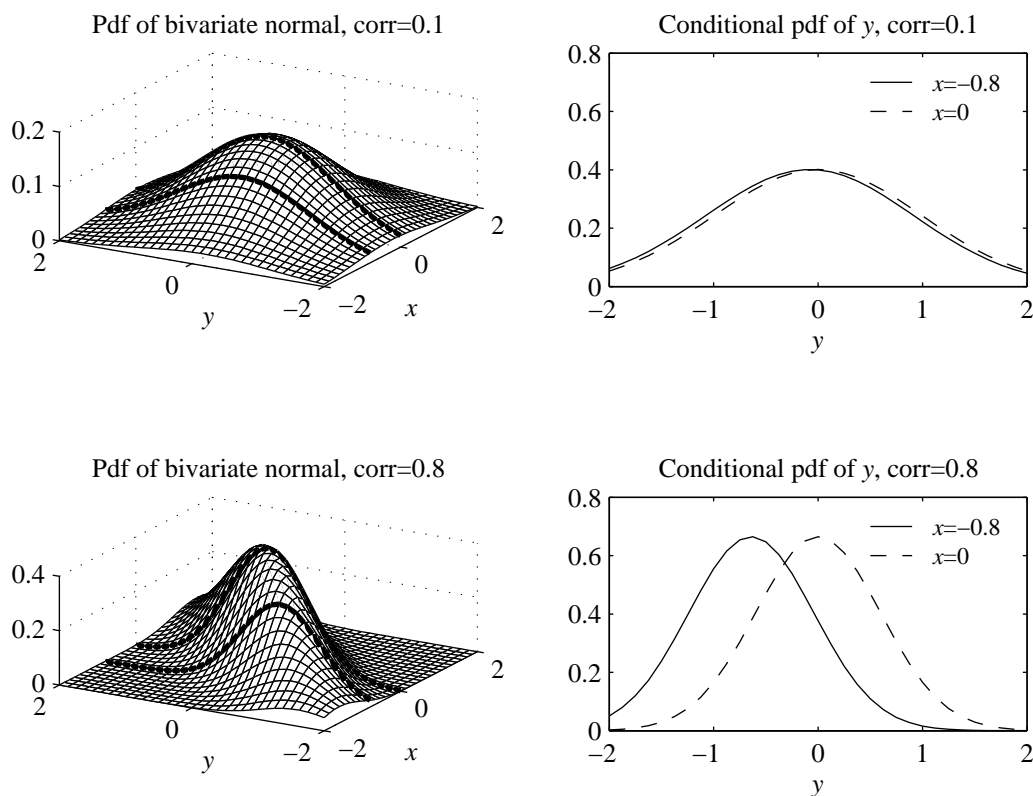 Pdf of bivariate normal, corr=0.1
0.2
0.1
0
2
0
−2
y
−2
0
2
x
Conditional pdf of y, corr=0.1
0.8
0.6
0.4
0.2
0
−2
−1
0
1
2
y
x=−0.8
x=0
Pdf of bivariate normal, corr=0.8
0.4
0.2
0
2
0
−2
y
−2
0
2
x
Conditional pdf of y, corr=0.8
0.8
0.6
0.4
0.2
0
−2
−1
0
1
2
y
x=−0.8
x=0